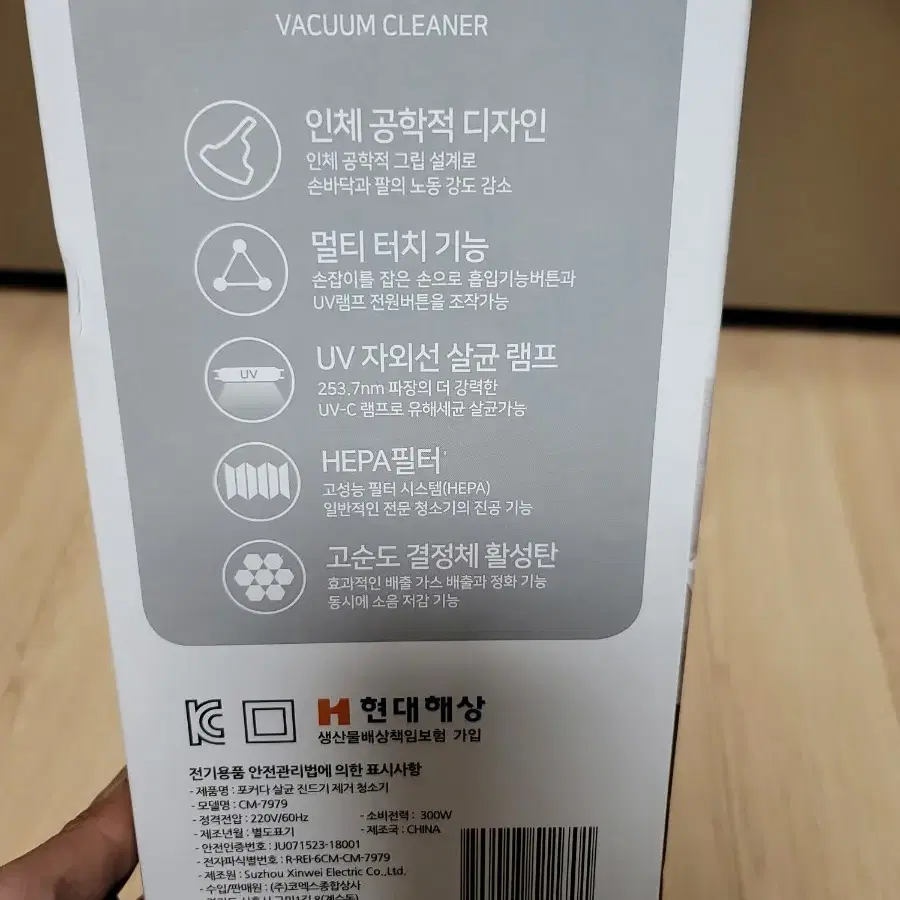 VACUUM CLEANER
인체 공학적 디자인
인체 공학적 그립 설계로
손바닥과 팔의 노동 강도 감소
멀티 터치 기능
손잡이를 잡은 손으로 흡입기능버튼과
UV램프 전원버튼을 조작가능
UV
UV 자외선 살균 램프
253.7nm 파장의 더 강력한
UV-C 램프로 유해세균 살균가능
HEPA필터
고성능 필터 시스템(HEPA)
일반적인 전문 청소기의 진공 기능
고순도 결정체 활성탄
효과적인 배출 가스 배출과 정화 기능
동시에 소음 저감 기능
현대해상
생산물배상책임보험 가입
전기용품 안전관리법에 의한 표시사항
- 제품명 : 포커다 살균 진드기 제거 청소기
- 모델명 : CM-7979
- 정격전압 : 220V/60Hz - 소비전력 : 300W
- 제조년월 : 별도표기 - 제조국 : CHINA
- 안전인증번호 : JU071523-18001
- 전자파식별번호 : R-REI-6CM-CM-7979
- 제조원 : Suzhou Xinwei Electric Co.,Ltd.
- 수입/판매원 : (주)코멕스종합상사